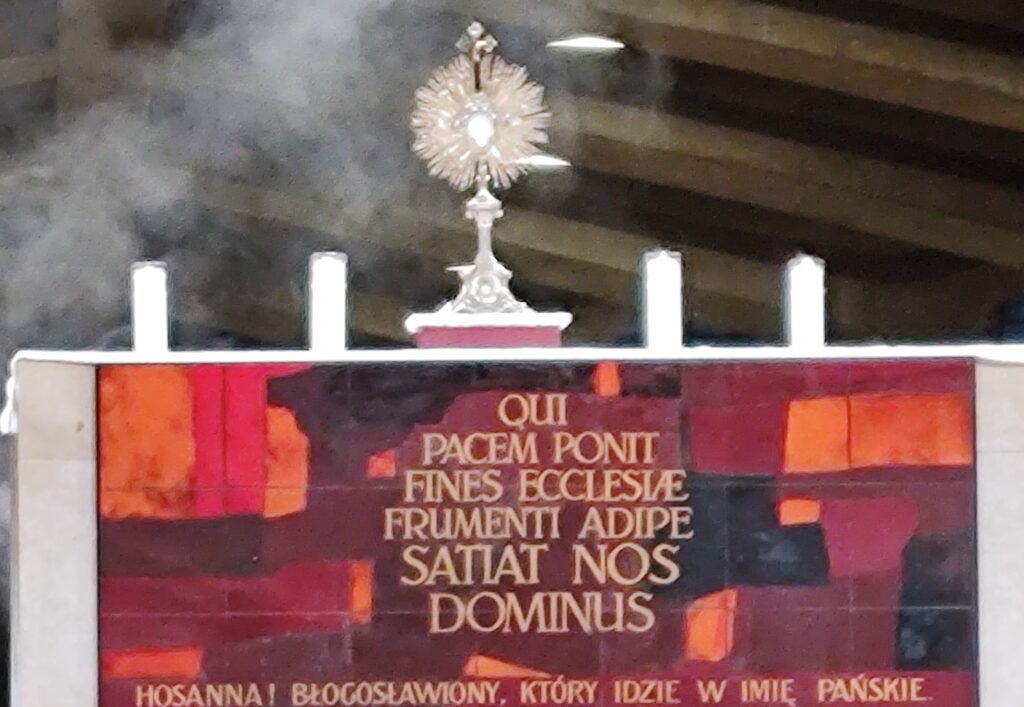 QUI
PACEM PONIT
FINES ECCLESIÆ
FRUMENTI ADIPE
SATIAT NOS
DOMINUS
HOSANNA! BŁOGOSŁAWIONY, KTÓRY IDZIE W IMIĘ PAŃSKIE.